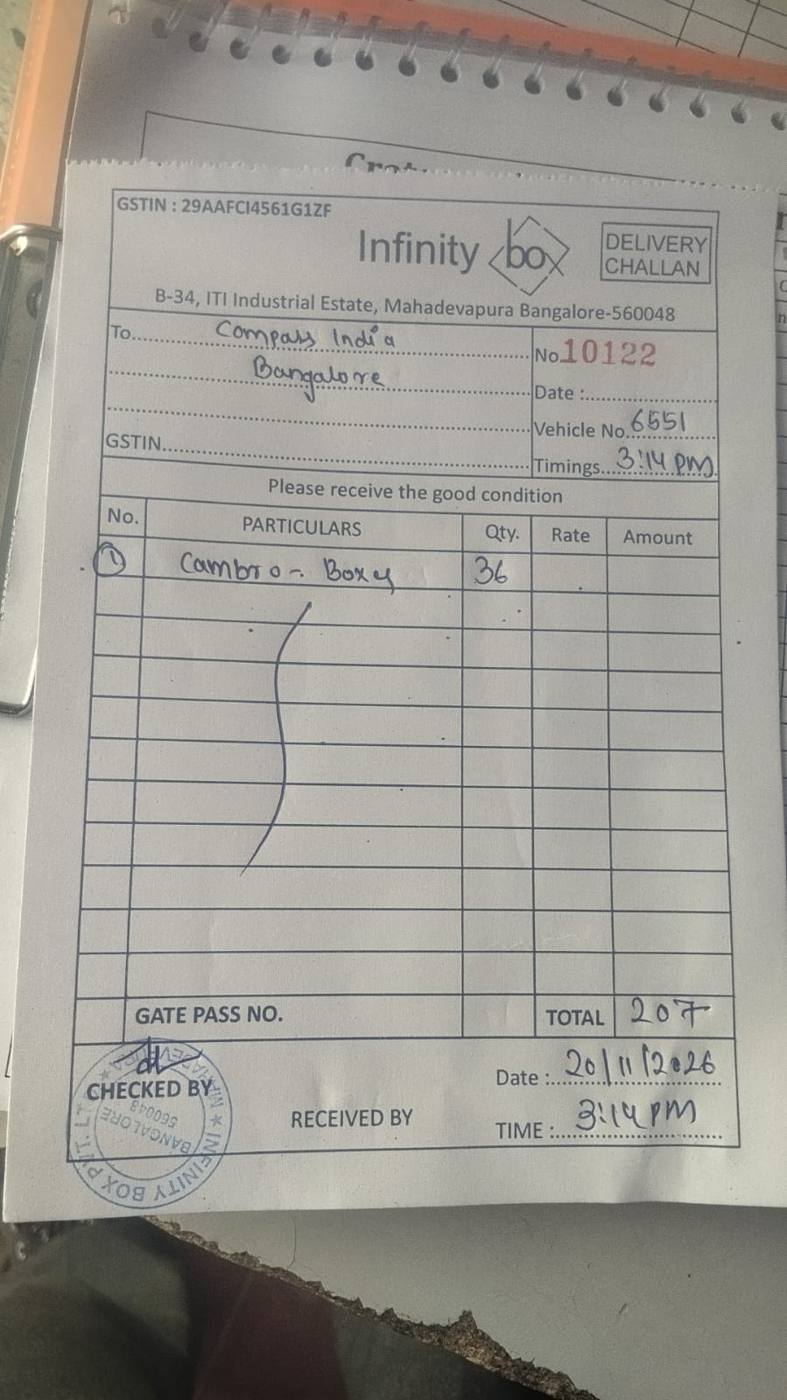 Crat
GSTIN : 29AAFCI4561G1ZF
Infinity box
DELIVERY
CHALLAN
B-34, ITI Industrial Estate, Mahadevapura Bangalore-560048
To Compass India
Bangalore
GSTIN
No. 10122
Date :
Vehicle No. 6551
Timings 3:14 PM
Please receive the good condition
No. PARTICULARS Qty. Rate Amount
1 Cambro - Boxes 36
GATE PASS NO. TOTAL 207
CHECKED BY
RECEIVED BY
Date : 20/11/2026
TIME : 3:14 PM
INFINITY BOX PVT. LT
BANGALORE
560048